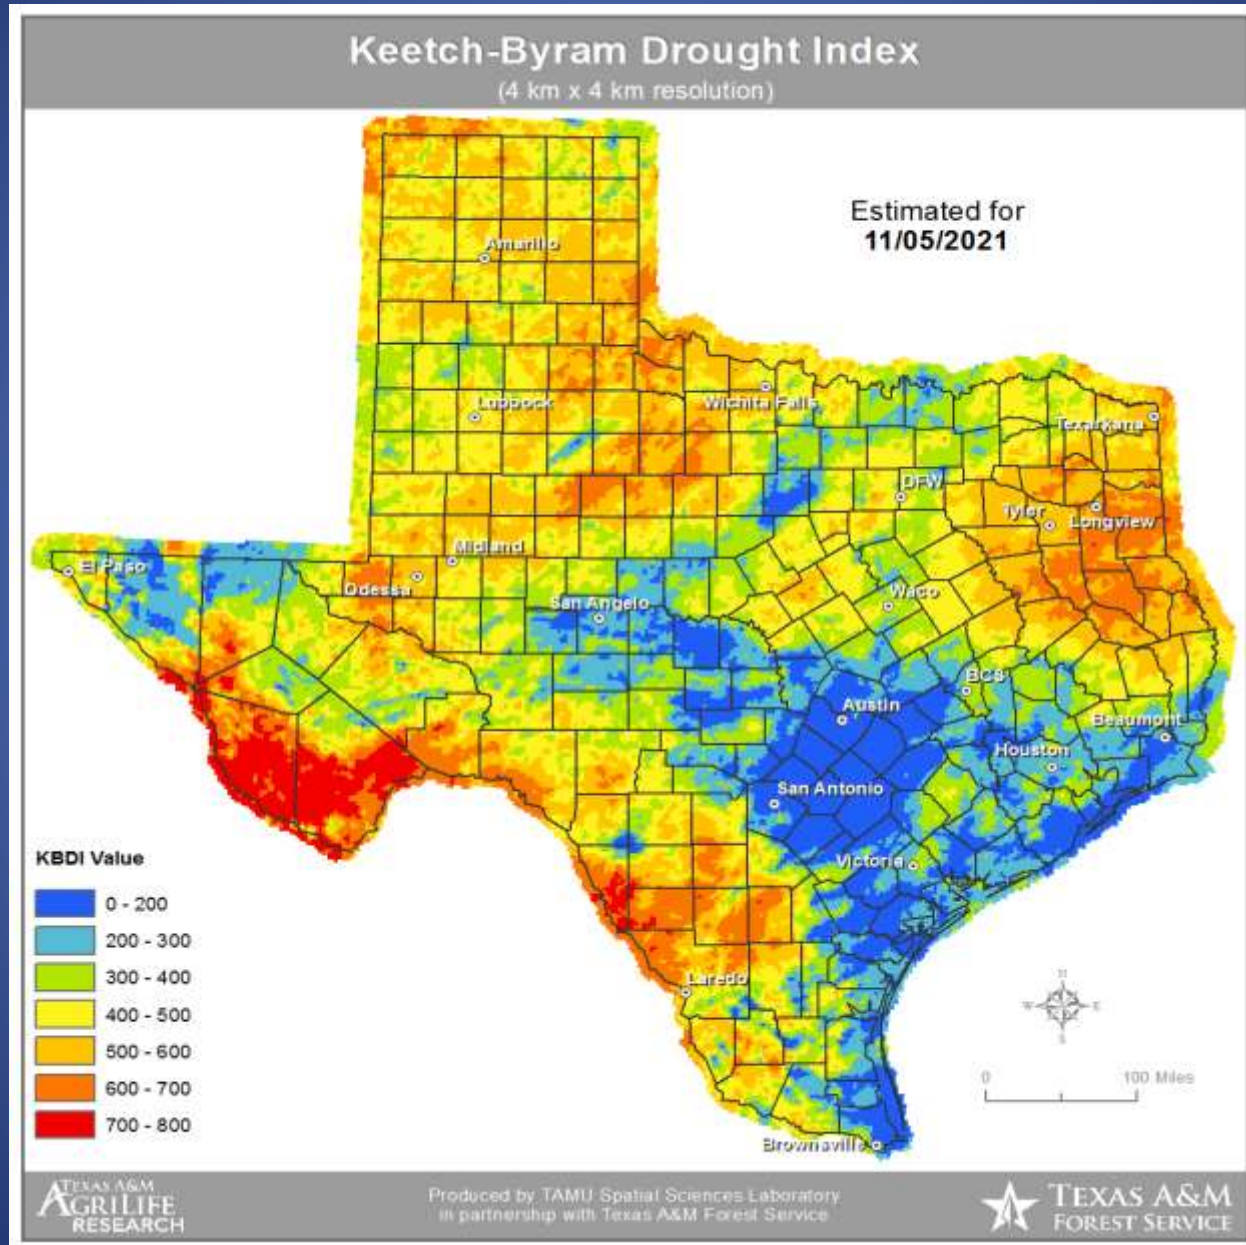 Keetch-Byram Drought Index
(4 km x 4 km resolution)
Estimated for
11/05/2021
Amarillo
Lubbock
Wichita Falls
Texarkana
DFW
Tyler
Longview
El Paso
Midland
Odessa
San Angelo
Waco
BCS
Austin
Beaumont
Houston
San Antonio
Victoria
Laredo
Brownsville
KBDI Value
0 - 200
200 - 300
300 - 400
400 - 500
500 - 600
600 - 700
700 - 800
N
W E
S
0 100 Miles
TEXAS A&M
AGRILIFE
RESEARCH
Produced by TAMU Spatial Sciences Laboratory
in partnership with Texas A&M Forest Service
TEXAS A&M
FOREST SERVICE